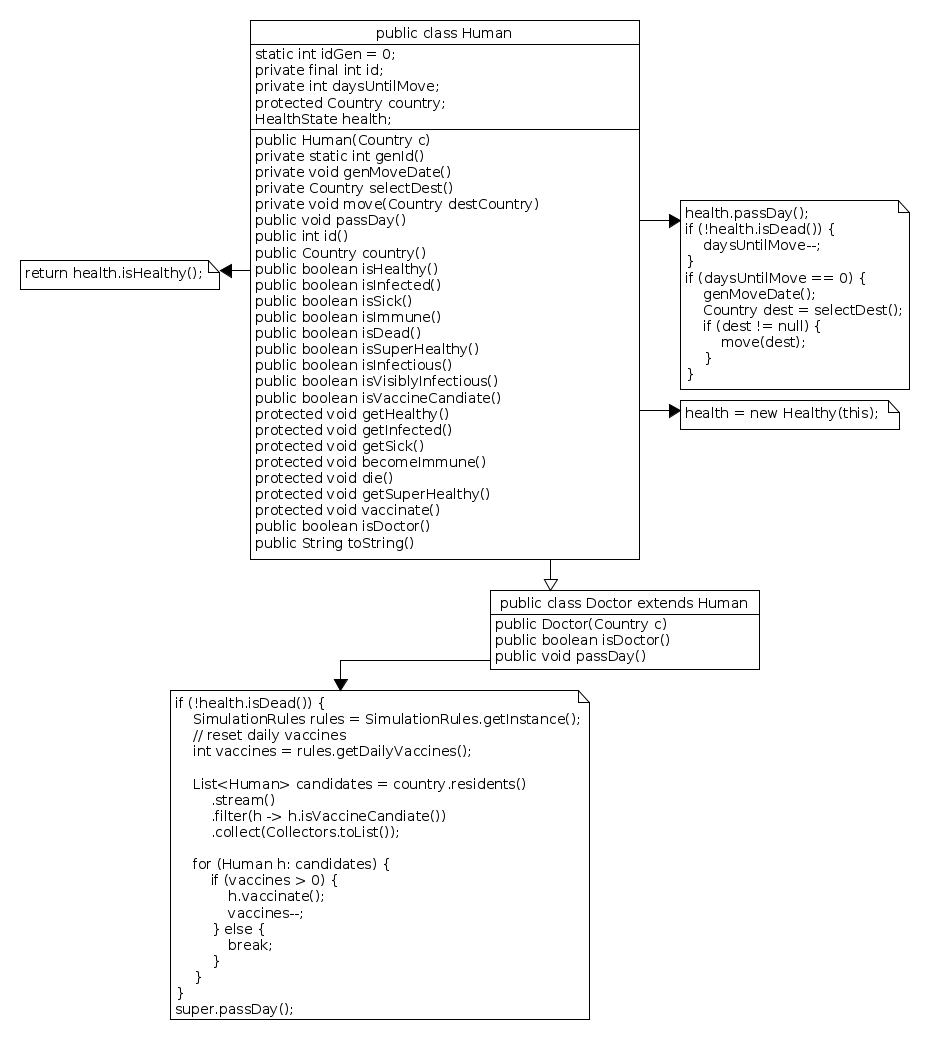 public class Human
static int idGen = 0;
private final int id;
private int daysUntilMove;
protected Country country;
HealthState health;
public Human(Country c)
private static int genId()
private void genMoveDate()
private Country selectDest()
private void move(Country destCountry)
public void passDay()
public int id()
public Country country()
public boolean isHealthy()
public boolean isInfected()
public boolean isSick()
public boolean isImmune()
public boolean isDead()
public boolean isSuperHealthy()
public boolean isInfectious()
public boolean isVisiblyInfectious()
public boolean isVaccineCandiate()
protected void getHealthy()
protected void getInfected()
protected void getSick()
protected void becomeImmune()
protected void die()
protected void getSuperHealthy()
protected void vaccinate()
public boolean isDoctor()
public String toString()
return health.isHealthy();
health.passDay();
if (!health.isDead()) {
daysUntilMove--;
}
if (daysUntilMove == 0) {
genMoveDate();
Country dest = selectDest();
if (dest != null) {
move(dest);
}
}
health = new Healthy(this);
public class Doctor extends Human
public Doctor(Country c)
public boolean isDoctor()
public void passDay()
if (!health.isDead()) {
SimulationRules rules = SimulationRules.getInstance();
// reset daily vaccines
int vaccines = rules.getDailyVaccines();
List<Human> candidates = country.residents()
.stream()
.filter(h -> h.isVaccineCandiate())
.collect(Collectors.toList());
for (Human h: candidates) {
if (vaccines > 0) {
h.vaccinate();
vaccines--;
} else {
break;
}
}
}
super.passDay();